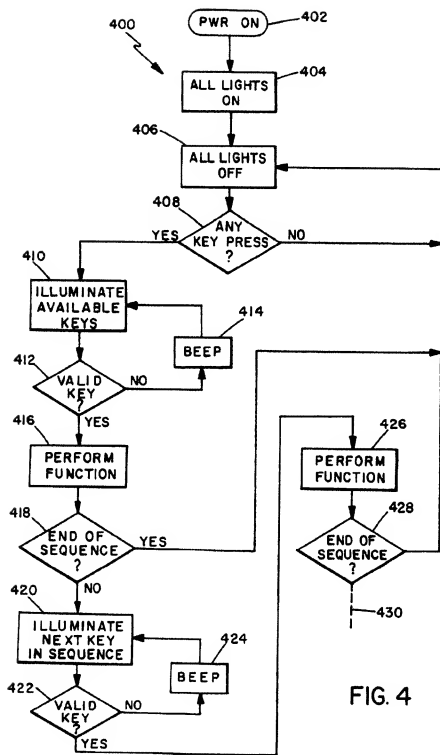 400
PWR ON
402
ALL LIGHTS
ON
404
406
ALL LIGHTS
OFF
408
ANY
KEY PRESS
?
YES
NO
410
ILLUMINATE
AVAILABLE
KEYS
414
BEEP
412
VALID
KEY
?
NO
YES
416
PERFORM
FUNCTION
418
END OF
SEQUENCE
?
YES
NO
420
ILLUMINATE
NEXT KEY
IN SEQUENCE
424
BEEP
422
VALID
KEY
?
NO
YES
426
PERFORM
FUNCTION
428
END OF
SEQUENCE
?
430
FIG. 4